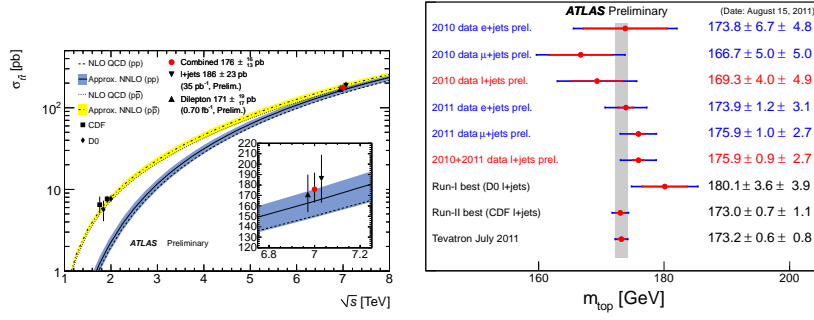 σtt̄ [pb]
NLO QCD (pp)
Approx. NNLO (pp)
NLO QCD (pp̄)
Approx. NNLO (pp̄)
CDF
D0
Combined 176 ± 16 13 pb
l+jets 186 ± 23 pb
(35 pb⁻¹, Prelim.)
Dilepton 171 ± 19 17 pb
(0.70 fb⁻¹, Prelim.)
10²
10
1
190
180
170
160
150
140
130
120
6.8 7 7.2
ATLAS Preliminary
1 2 3 4 5 6 7 8
√s [TeV]
ATLAS Preliminary (Date: August 15, 2011)
2010 data e+jets prel. 173.8 ± 6.7 ± 4.8
2010 data μ+jets prel. 166.7 ± 5.0 ± 5.0
2010 data l+jets prel. 169.3 ± 4.0 ± 4.9
2011 data e+jets prel. 173.9 ± 1.2 ± 3.1
2011 data μ+jets prel. 175.9 ± 1.0 ± 2.7
2010+2011 data l+jets prel. 175.9 ± 0.9 ± 2.7
Run-I best (D0 l+jets) 180.1 ± 3.6 ± 3.9
Run-II best (CDF l+jets) 173.0 ± 0.7 ± 1.1
Tevatron July 2011 173.2 ± 0.6 ± 0.8
160 180 200
m top [GeV]